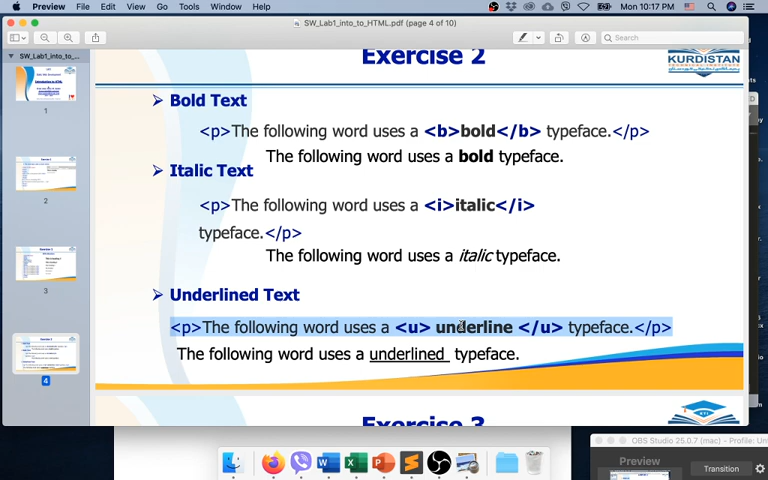 Preview File Edit View Go Tools Window Help
Mon 10:17 PM
SW_Lab1_into_to_HTML.pdf (page 4 of 10)
Search
SW_Lab1_into_to_...
1
2
3
4
Exercise 2
KURDISTAN
➢ Bold Text
<p>The following word uses a <b>bold</b> typeface.</p>
The following word uses a bold typeface.
➢ Italic Text
<p>The following word uses a <i>italic</i>
typeface.</p>
The following word uses a italic typeface.
➢ Underlined Text
<p>The following word uses a <u> underline </u> typeface.</p>
The following word uses a underlined typeface.
Exercise 3
OBS Studio 25.0.7 (mac) - Profile: Un
Preview
Transition